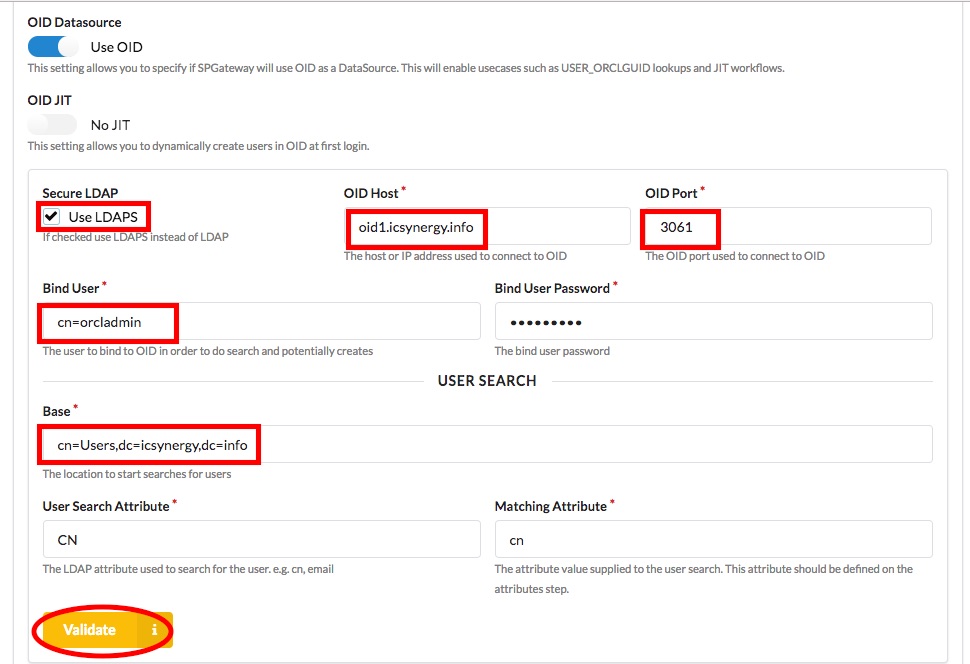 OID Datasource
Use OID
This setting allows you to specify if SPGateway will use OID as a DataSource. This will enable usecases such as USER_ORCLGUID lookups and JIT workflows.
OID JIT
No JIT
This setting allows you to dynamically create users in OID at first login.
Secure LDAP
OID Host *
OID Port *
Use LDAPS
oid1.icsynergy.info
3061
If checked use LDAPS instead of LDAP
The host or IP address used to connect to OID
The OID port used to connect to OID
Bind User *
Bind User Password *
cn=orcladmin
•••••••••
The user to bind to OID in order to do search and potentially creates
The bind user password
USER SEARCH
Base *
cn=Users,dc=icsynergy,dc=info
The location to start searches for users
User Search Attribute *
Matching Attribute *
CN
cn
The LDAP attribute used to search for the user. e.g. cn, email
The attribute value supplied to the user search. This attribute should be defined on the
attributes step.
Validate
i